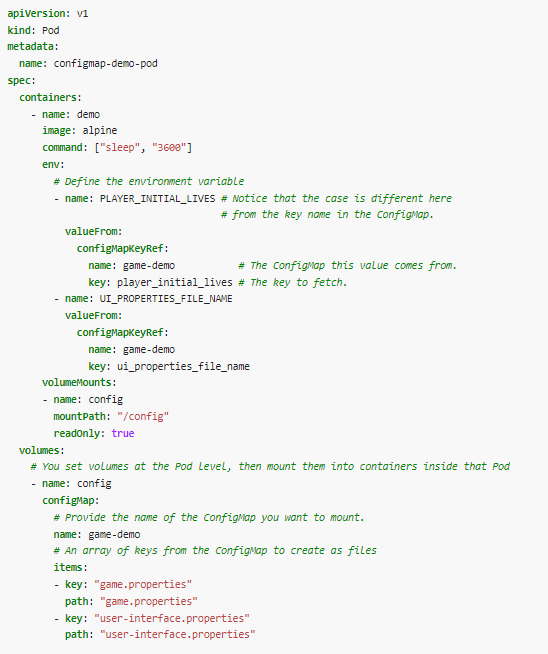 apiVersion: v1
kind: Pod
metadata:
  name: configmap-demo-pod
spec:
  containers:
    - name: demo
      image: alpine
      command: ["sleep", "3600"]
      env:
        # Define the environment variable
        - name: PLAYER_INITIAL_LIVES # Notice that the case is different here
                                     # from the key name in the ConfigMap.
          valueFrom:
            configMapKeyRef:
              name: game-demo           # The ConfigMap this value comes from.
              key: player_initial_lives # The key to fetch.
        - name: UI_PROPERTIES_FILE_NAME
          valueFrom:
            configMapKeyRef:
              name: game-demo
              key: ui_properties_file_name
      volumeMounts:
      - name: config
        mountPath: "/config"
        readOnly: true
  volumes:
    # You set volumes at the Pod level, then mount them into containers inside that Pod
    - name: config
      configMap:
        # Provide the name of the ConfigMap you want to mount.
        name: game-demo
        # An array of keys from the ConfigMap to create as files
        items:
        - key: "game.properties"
          path: "game.properties"
        - key: "user-interface.properties"
          path: "user-interface.properties"